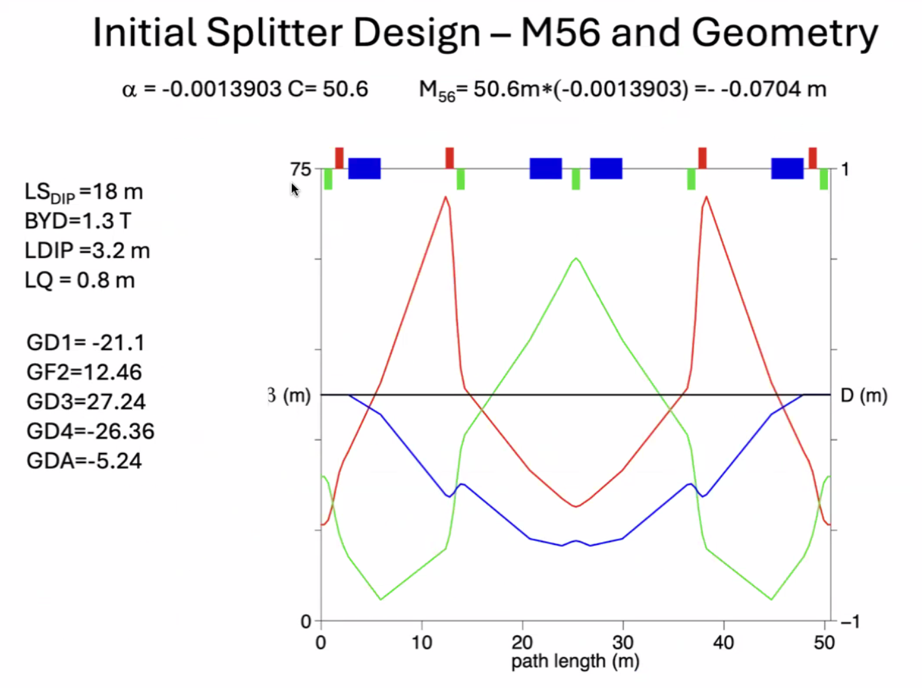 Initial Splitter Design – M56 and Geometry
α = -0.0013903 C= 50.6 M₅₆= 50.6m*(-0.0013903) =- -0.0704 m
LS_DIP =18 m
BYD=1.3 T
LDIP =3.2 m
LQ = 0.8 m
GD1= -21.1
GF2=12.46
GD3=27.24
GD4=-26.36
GDA=-5.24
75
1
3 (m)
D (m)
0
−1
0 10 20 30 40 50
path length (m)